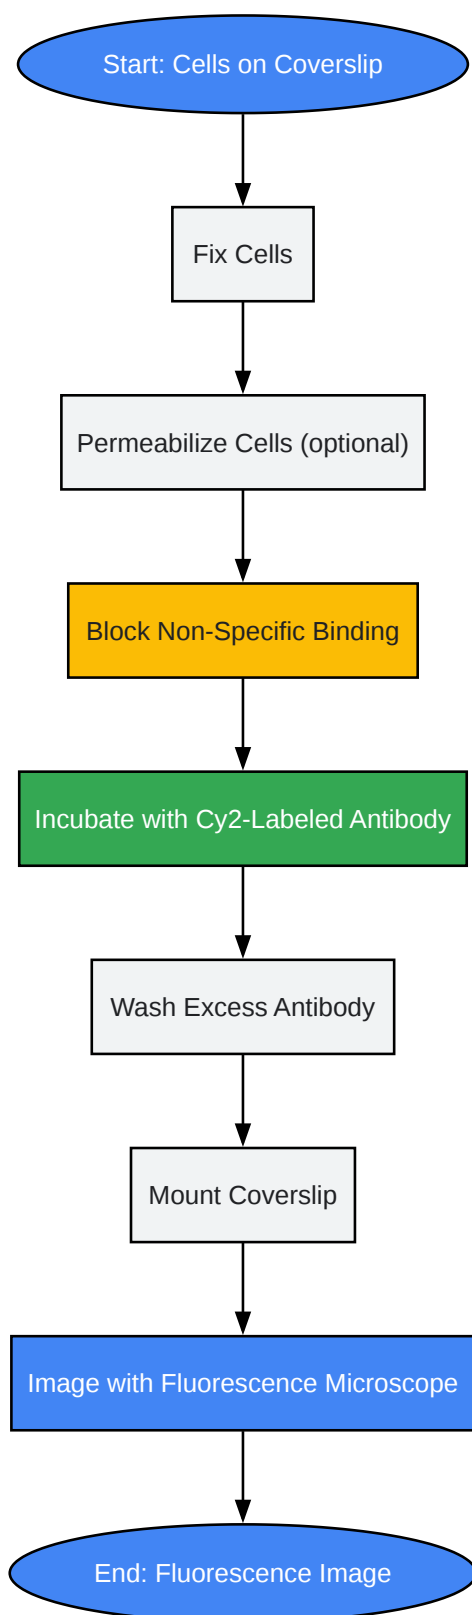 Start: Cells on Coverslip
Fix Cells
Permeabilize Cells (optional)
Block Non-Specific Binding
Incubate with Cy2-Labeled Antibody
Wash Excess Antibody
Mount Coverslip
Image with Fluorescence Microscope
End: Fluorescence Image